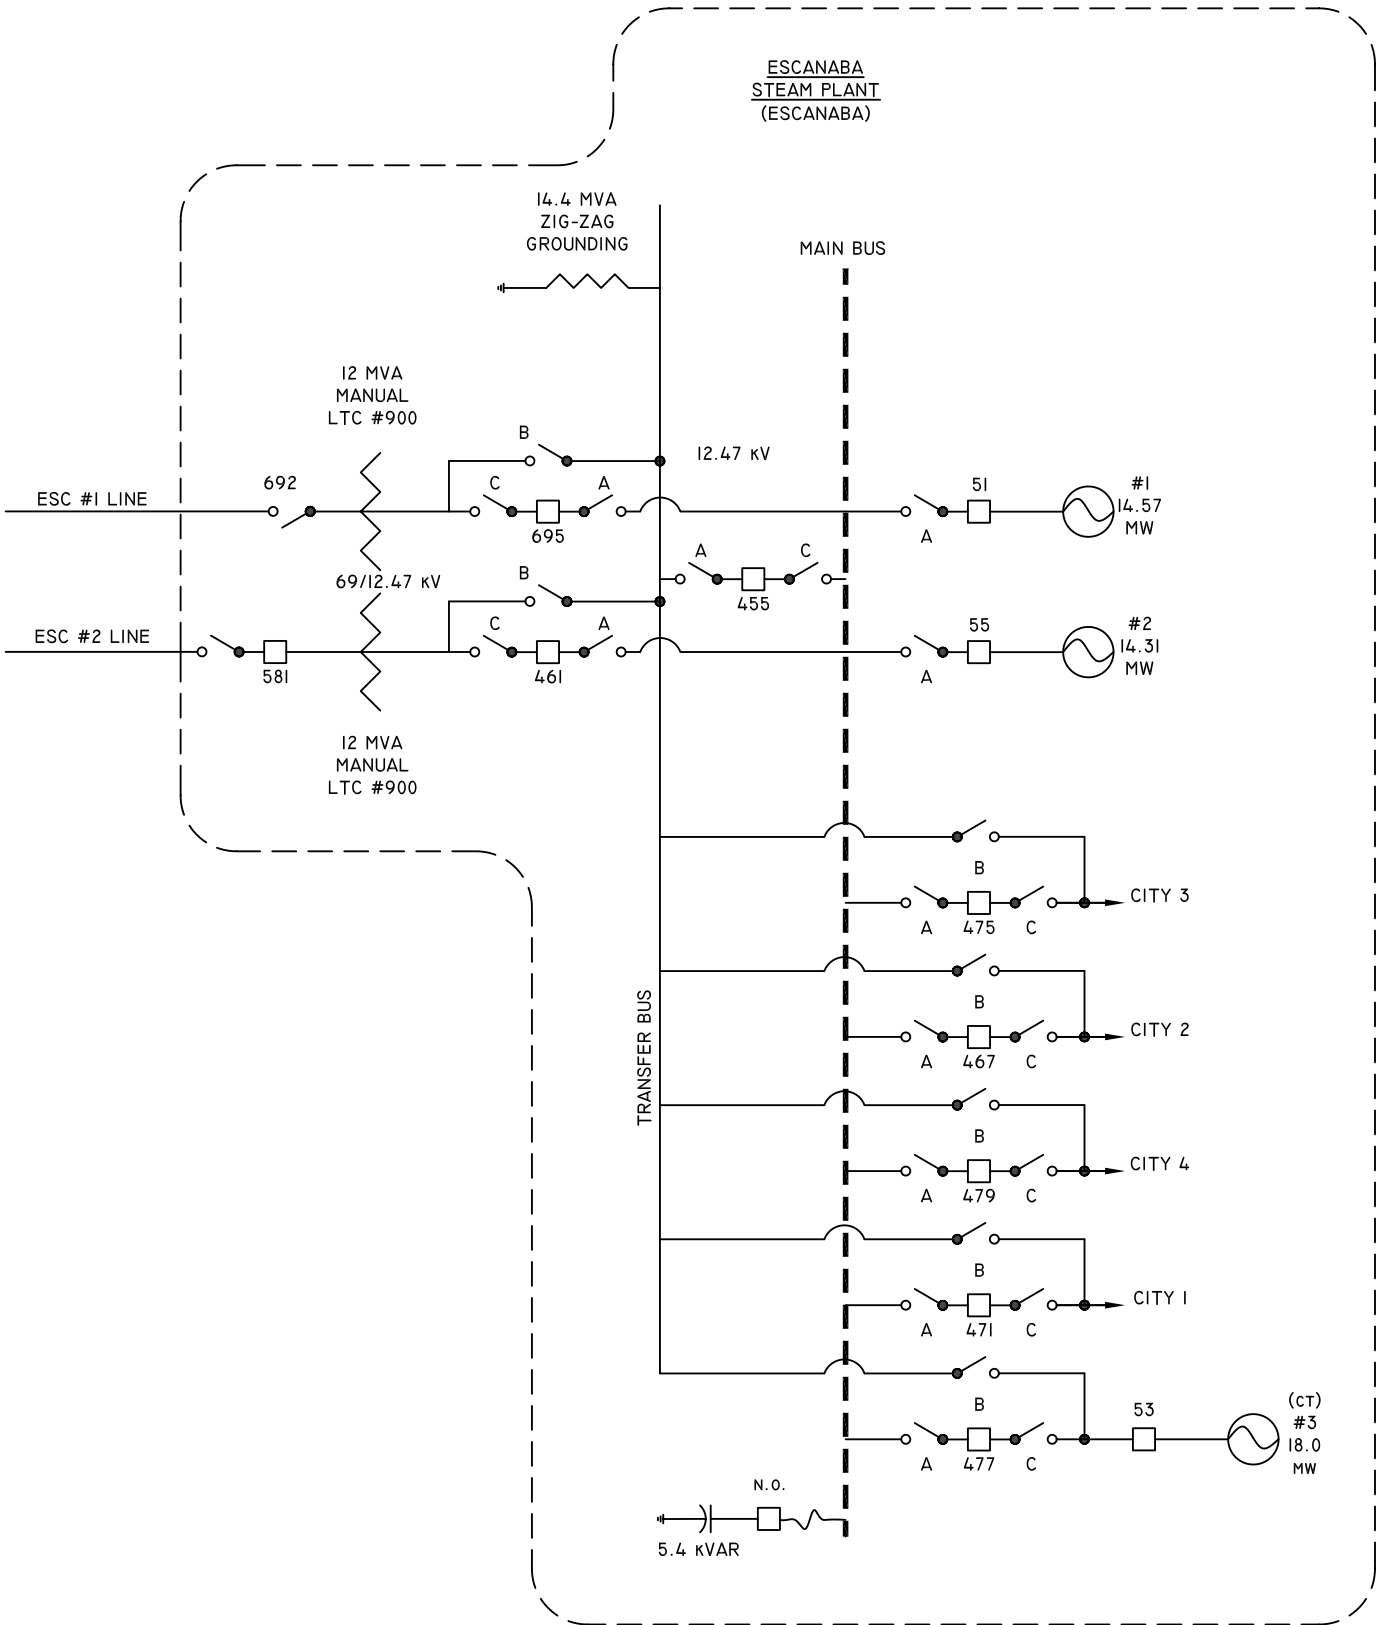 ESCANABA
STEAM PLANT
(ESCANABA)
14.4 MVA
ZIG-ZAG
GROUNDING
MAIN BUS
12 MVA
MANUAL
LTC #900
B
12.47 KV
ESC #1 LINE
692
C
A
695
51
A
#1
14.57
MW
A
C
455
69/12.47 KV
B
ESC #2 LINE
581
C
A
461
55
A
#2
14.31
MW
12 MVA
MANUAL
LTC #900
B
A
475
C
CITY 3
B
A
467
C
CITY 2
TRANSFER BUS
B
A
479
C
CITY 4
B
A
471
C
CITY 1
B
A
477
C
53
(CT)
#3
18.0
MW
N.O.
5.4 KVAR